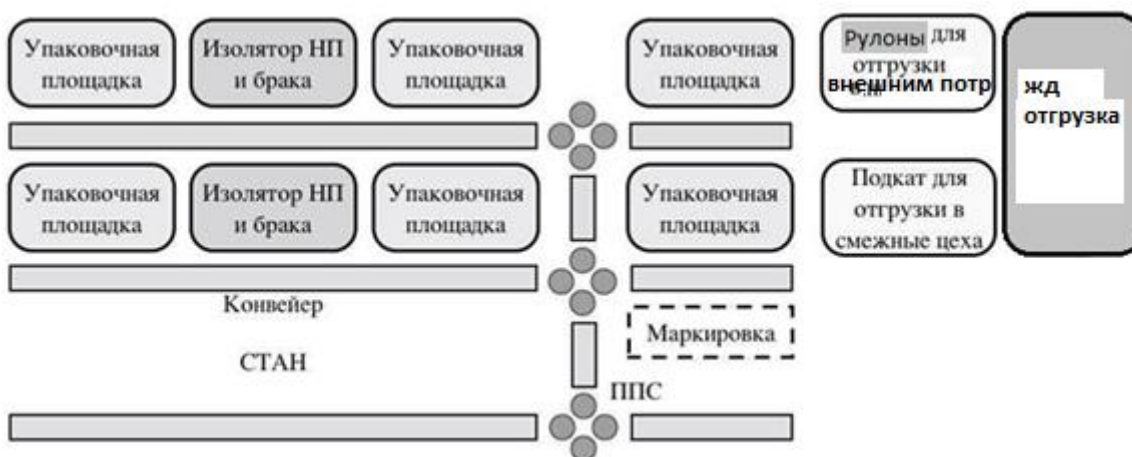 Упаковочная
площадка
Изолятор НП
и брака
Упаковочная
площадка
Упаковочная
площадка
Рулоны для
отгрузки
внешним потр
жд
отгрузка
Упаковочная
площадка
Изолятор НП
и брака
Упаковочная
площадка
Упаковочная
площадка
Подкат для
отгрузки в
смежные цеха
Конвейер
СТАН
Маркировка
ППС